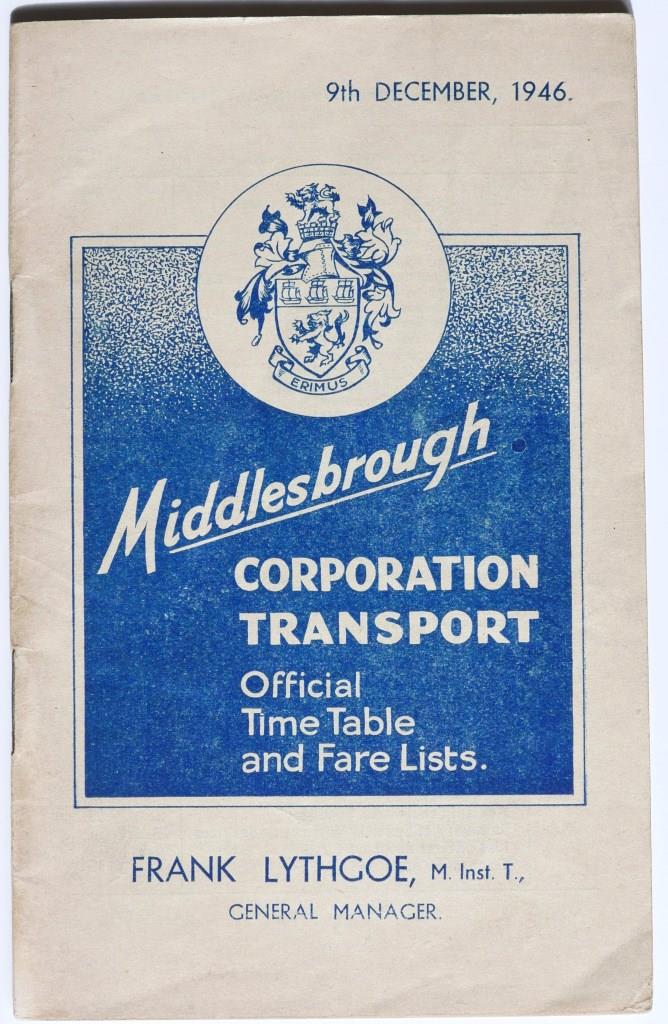 9th DECEMBER, 1946.
ERIMUS
Middlesbrough
CORPORATION
TRANSPORT
Official
Time Table
and Fare Lists.
FRANK LYTHGOE, M. Inst. T.,
GENERAL MANAGER.